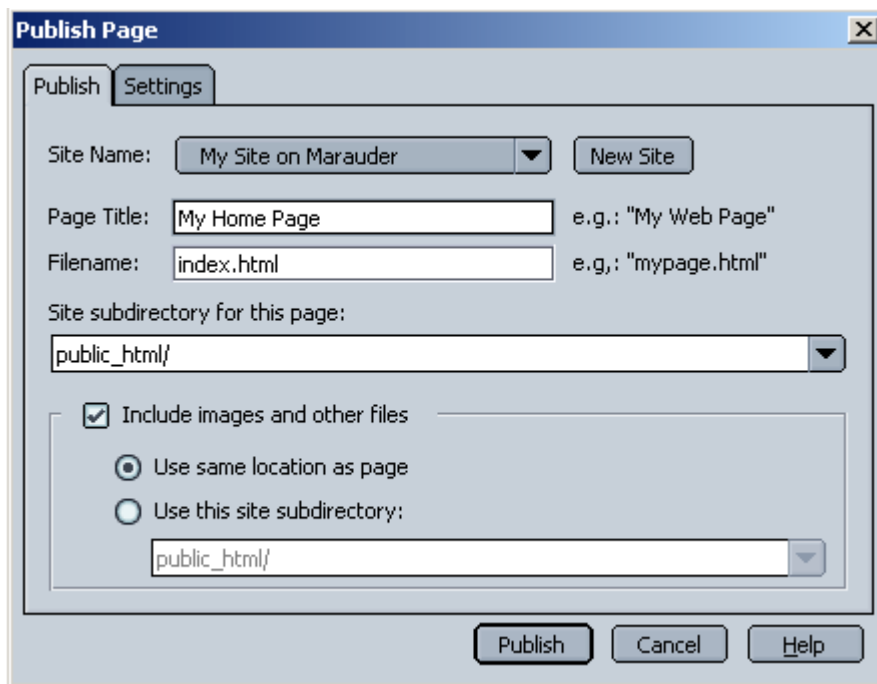 Publish Page
Publish Settings
Site Name: My Site on Marauder New Site
Page Title: My Home Page e.g.: "My Web Page"
Filename: index.html e.g,: "mypage.html"
Site subdirectory for this page:
public_html/
Include images and other files
Use same location as page
Use this site subdirectory:
public_html/
Publish Cancel Help